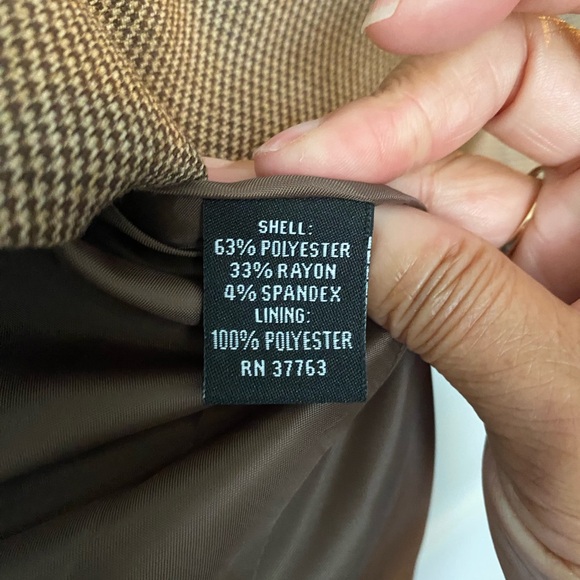 SHELL:
63% POLYESTER
33% RAYON
4% SPANDEX
LINING:
100% POLYESTER
RN 37763